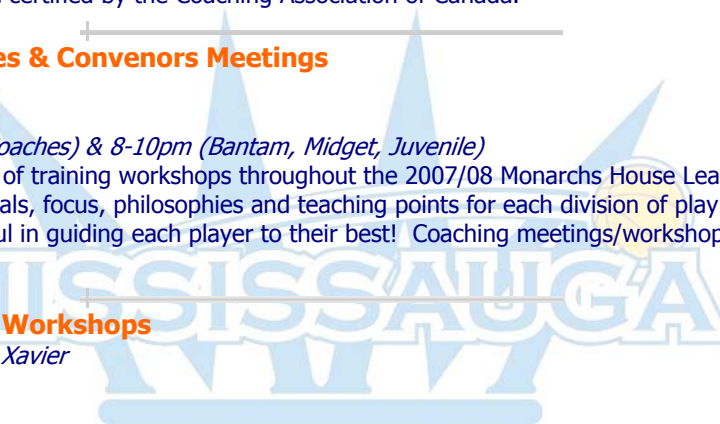 certified by the Coaching Association of Canada.
es & Convenors Meetings
oaches) & 8-10pm (Bantam, Midget, Juvenile)
of training workshops throughout the 2007/08 Monarchs House Lea
als, focus, philosophies and teaching points for each division of play
ul in guiding each player to their best! Coaching meetings/workshop
MISSISSAUGA
Workshops
Xavier